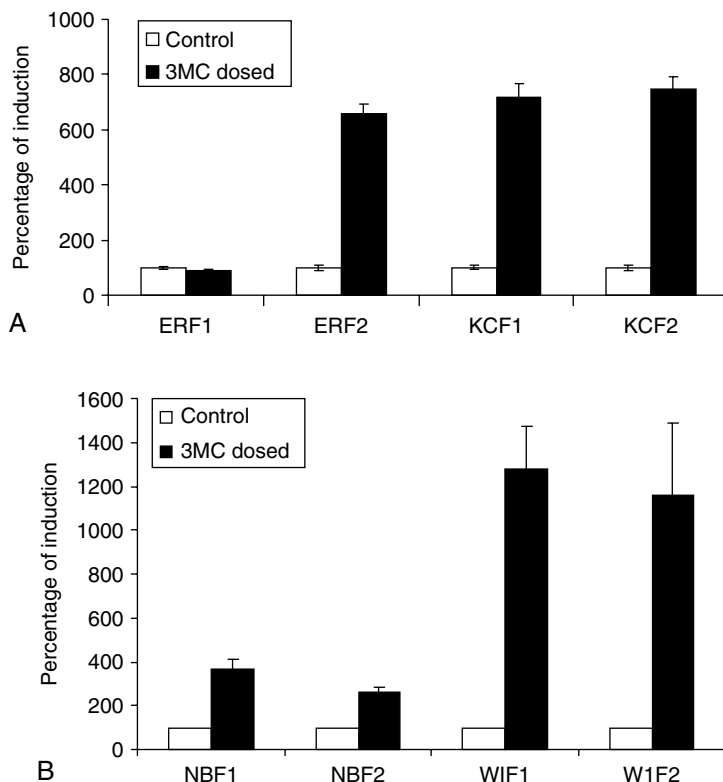 1000
800
600
400
200
0
Percentage of induction
Control
3MC dosed
ERF1 ERF2 KCF1 KCF2
A
1600
1400
1200
1000
800
600
400
200
0
Percentage of induction
Control
3MC dosed
NBF1 NBF2 WIF1 W1F2
B